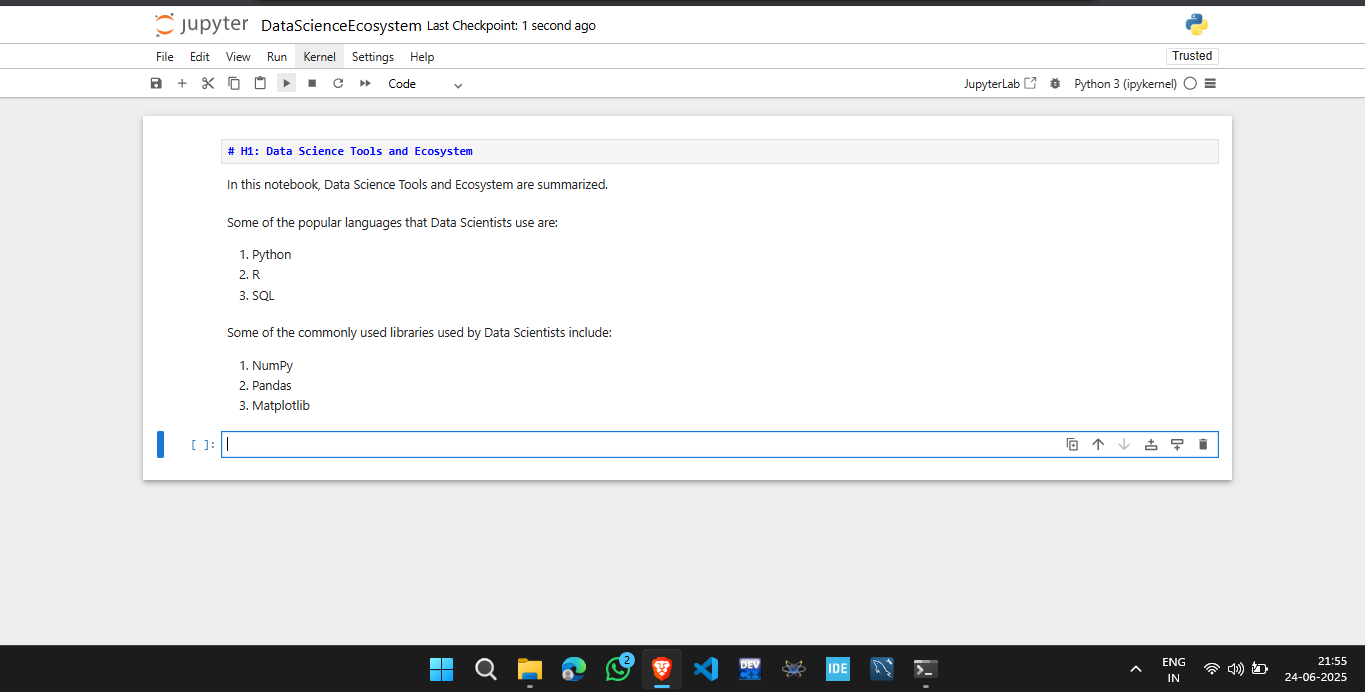 jupyter DataScienceEcosystem Last Checkpoint: 1 second ago
File Edit View Run Kernel Settings Help
Trusted
Code
JupyterLab
Python 3 (ipykernel)
# H1: Data Science Tools and Ecosystem
In this notebook, Data Science Tools and Ecosystem are summarized.
Some of the popular languages that Data Scientists use are:
1. Python
2. R
3. SQL
Some of the commonly used libraries used by Data Scientists include:
1. NumPy
2. Pandas
3. Matplotlib
[ ]:
2
DEV
IDE
ENG
IN
21:55
24-06-2025